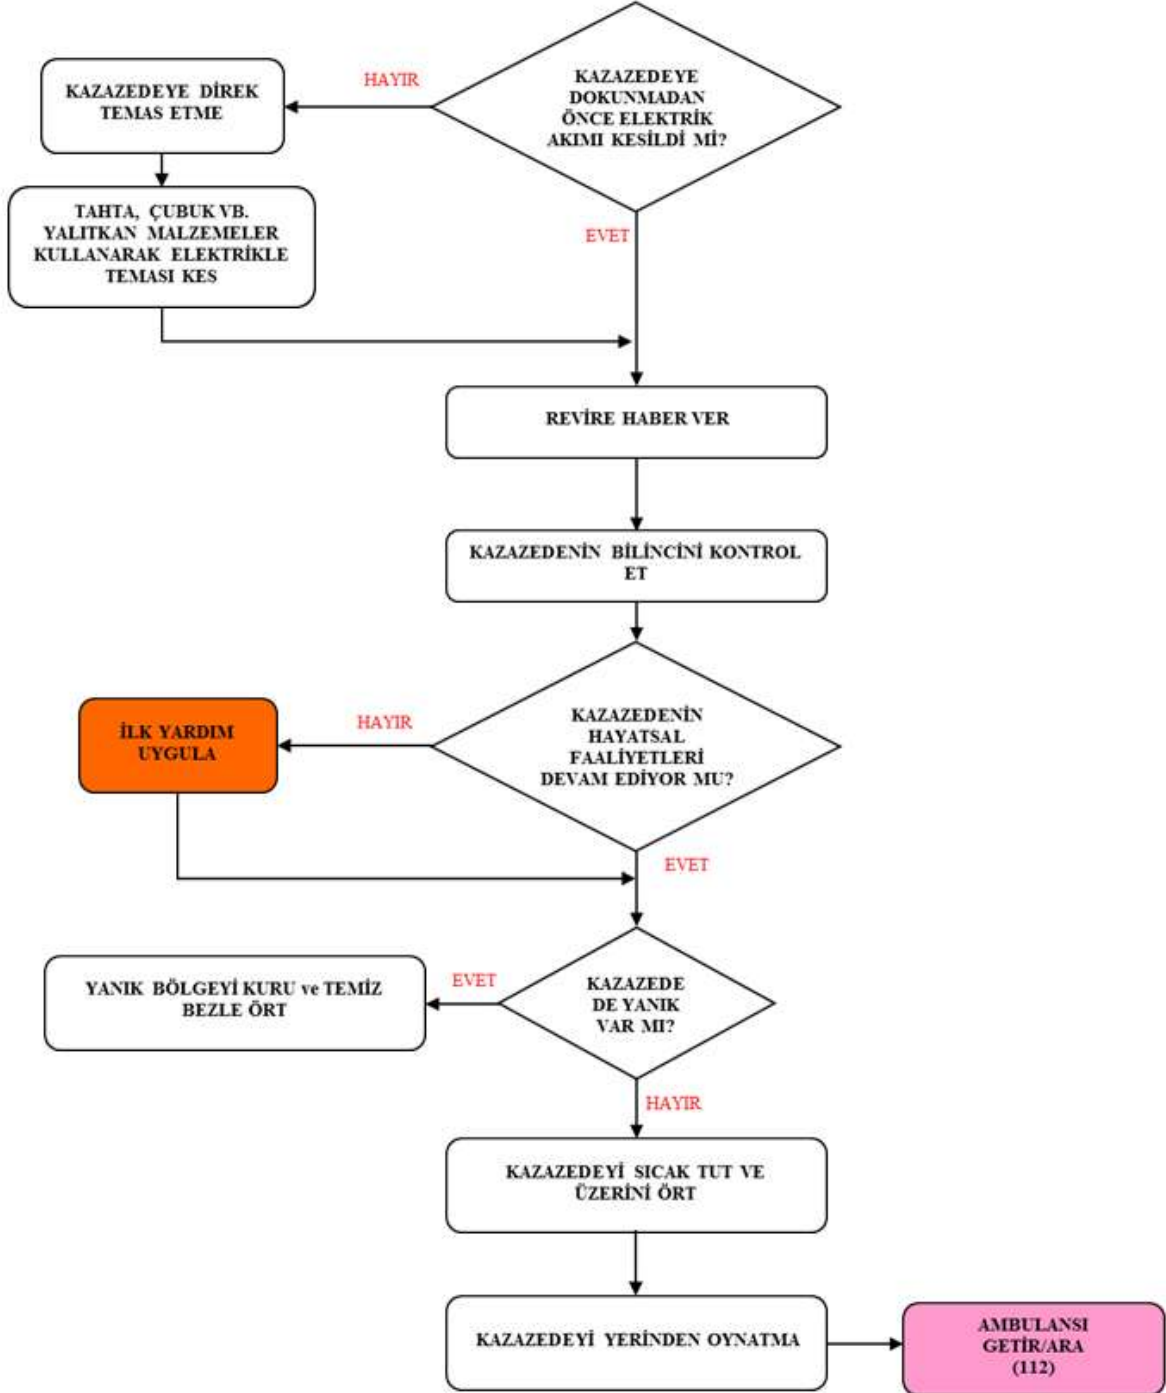 KAZAZEDEYE
DOKUNMADAN
ÖNCE ELEKTRİK
AKIMI KESİLDİ Mİ?
HAYIR
KAZAZEDEYE DİREK
TEMAS ETME
TAHTA, ÇUBUK VB.
YALITKAN MALZEMELER
KULLANARAK ELEKTRİKLE
TEMASI KES
EVET
REVİRE HABER VER
KAZAZEDENİN BİLİNCİNİ KONTROL
ET
KAZAZEDENİN
HAYATSAL
FAALİYETLERİ
DEVAM EDİYOR MU?
HAYIR
İLK YARDIM
UYGULA
EVET
KAZAZEDE
DE YANIK
VAR MI?
EVET
YANIK BÖLGEYİ KURU ve TEMİZ
BEZLE ÖRT
HAYIR
KAZAZEDEYİ SICAK TUT VE
ÜZERİNİ ÖRT
KAZAZEDEYİ YERİNDEN OYNATMA
AMBULANSI
GETİR/ARA
(112)